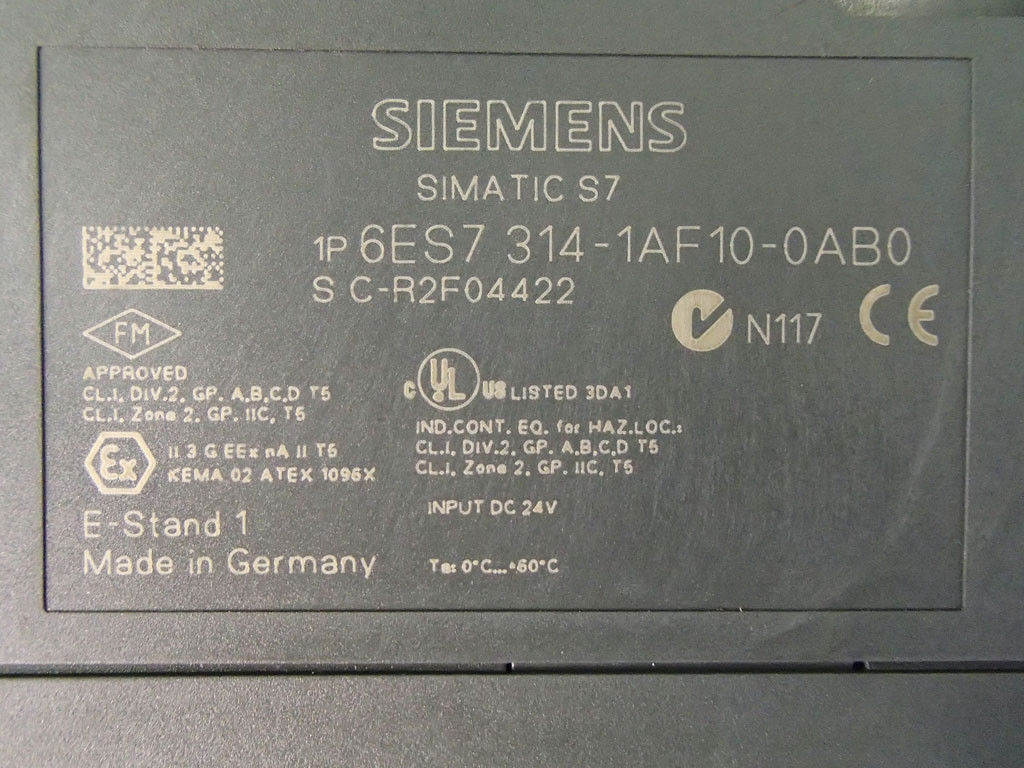 SIEMENS
SIMATIC S7
1P 6ES7 314-1AF10-0AB0
S C-R2F04422
N117 CE
FM
APPROVED
CL.I, DIV.2, GP. A,B,C,D T5
CL.I, Zone 2, GP. IIC, T5
Ex
II 3 G EEx nA II T5
KEMA 02 ATEX 1096X
E-Stand 1
Made in Germany
C UL US LISTED 3DA1
IND.CONT. EQ. for HAZ.LOC.:
CL.I, DIV.2, GP. A,B,C,D T5
CL.I, Zone 2, GP. IIC, T5
INPUT DC 24V
Ta: 0°C...+60°C